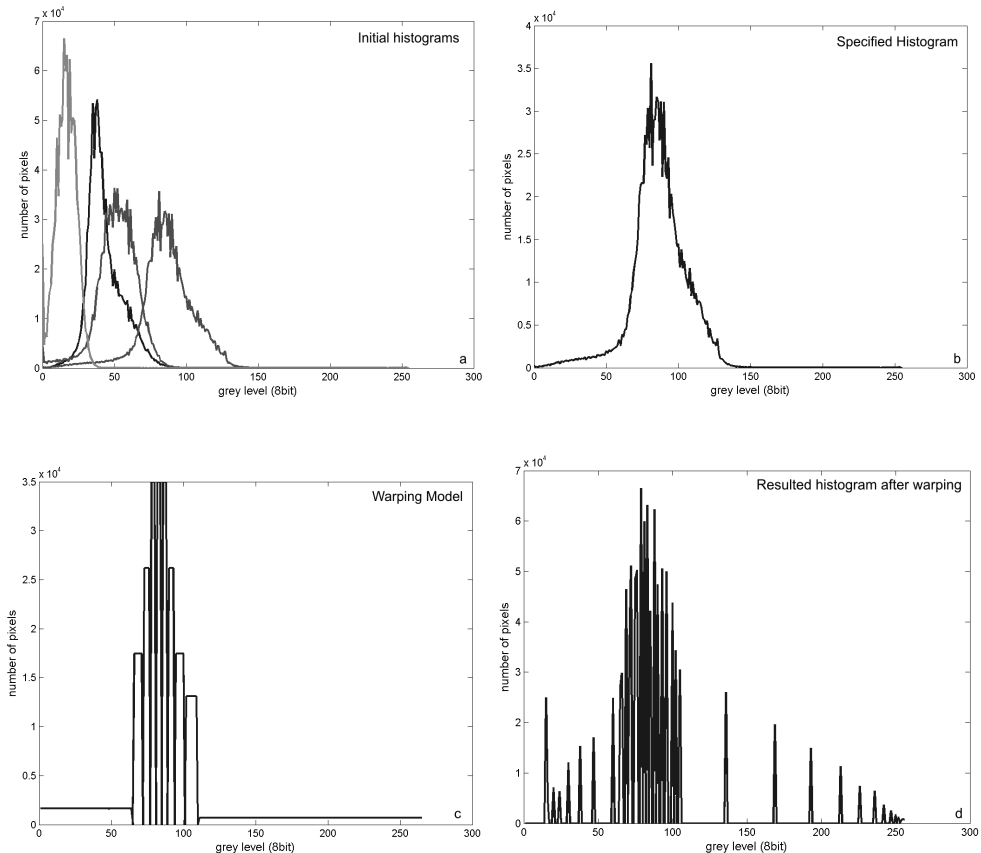 x 10⁴
7
6
5
4
3
2
1
0
number of pixels
Initial histograms
a
0 50 100 150 200 250 300
grey level (8bit)
x 10⁴
4
3.5
3
2.5
2
1.5
1
0.5
0
number of pixels
Specified Histogram
b
0 50 100 150 200 250 300
grey level (8bit)
x 10⁴
3.5
3
2.5
2
1.5
1
0.5
0
number of pixels
Warping Model
c
0 50 100 150 200 250 300
grey level (8bit)
x 10⁴
7
6
5
4
3
2
1
0
number of pixels
Resulted histogram after warping
d
0 50 100 150 200 250 300
grey level (8bit)